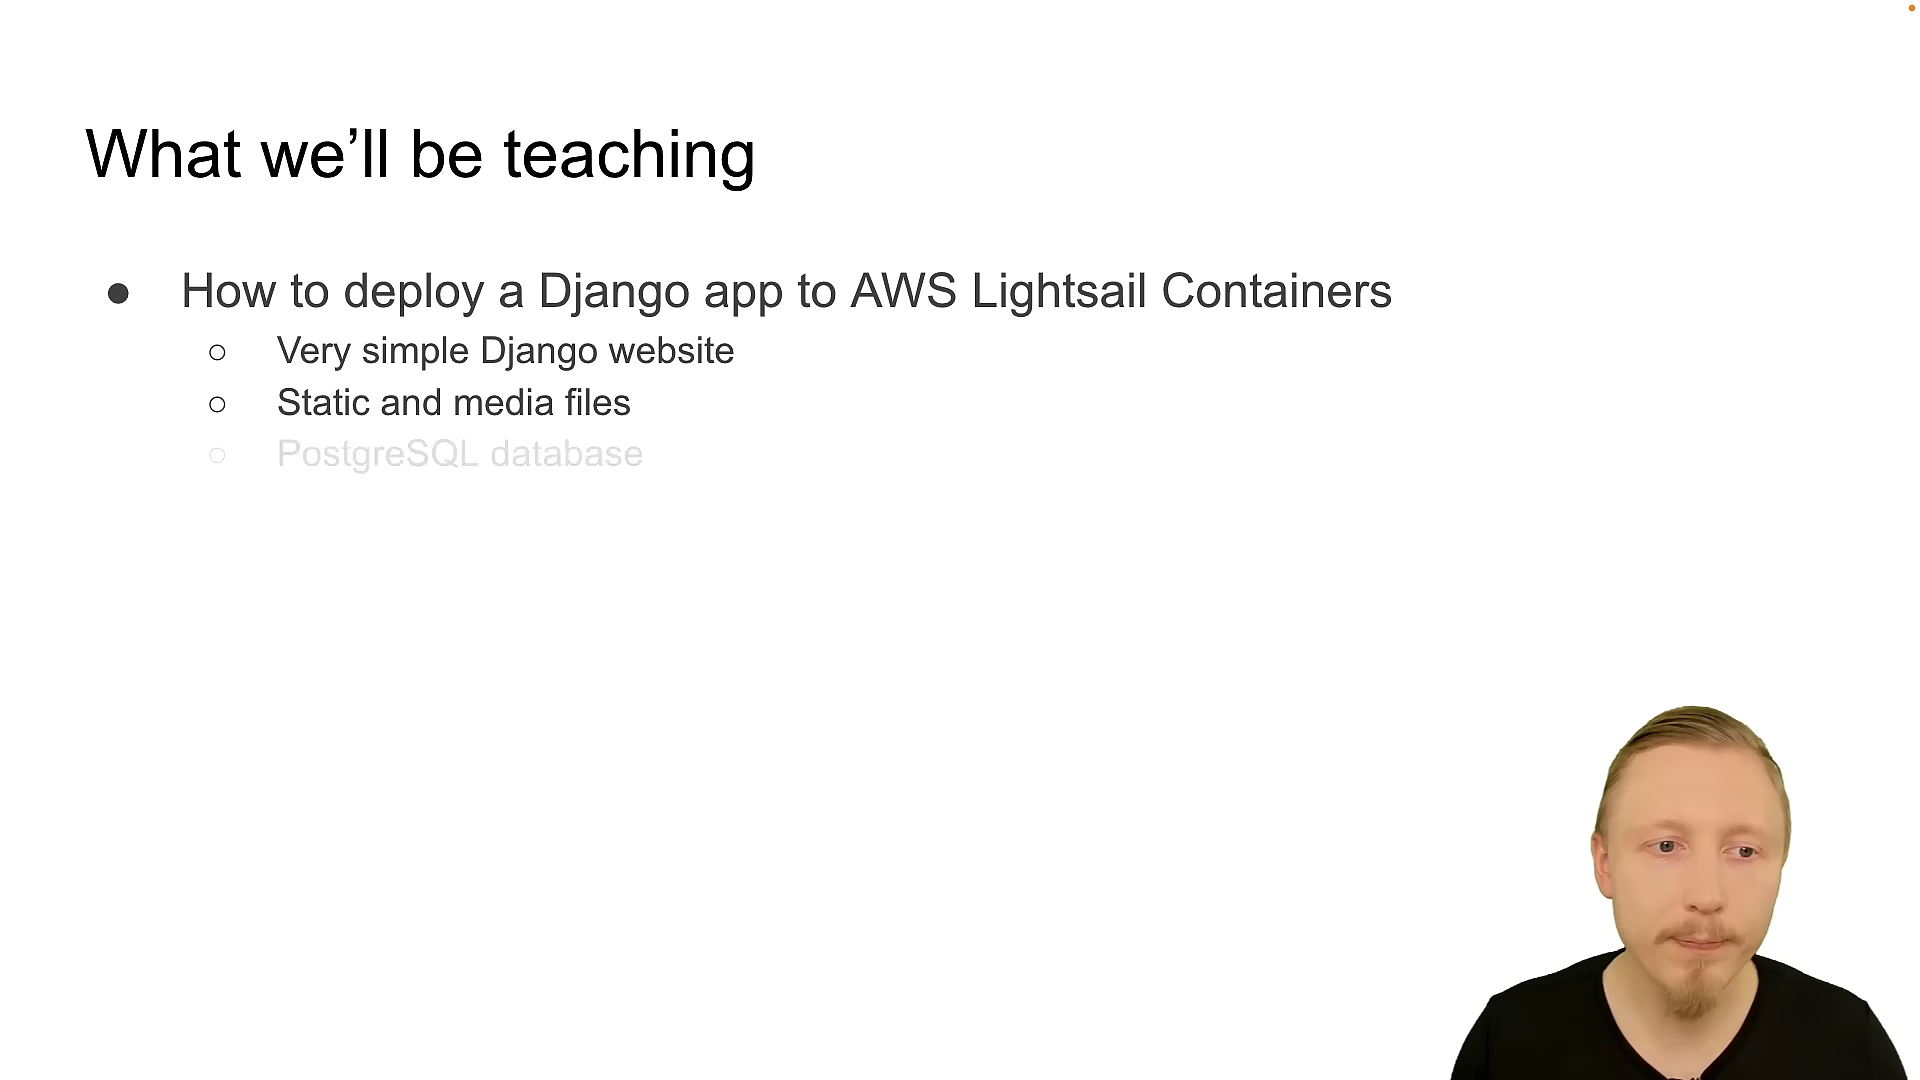 What we’ll be teaching
● How to deploy a Django app to AWS Lightsail Containers
○ Very simple Django website
○ Static and media files
○ PostgreSQL database